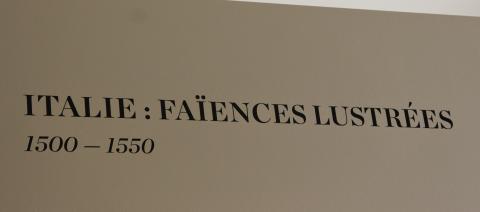 ITALIE : FAÏENCES LUSTRÉES
1500 – 1550